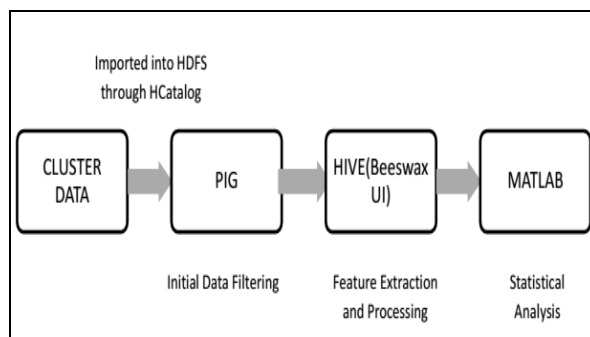 Imported into HDFS
through HCatalog
CLUSTER
DATA
PIG
HIVE(Beeswax
UI)
MATLAB
Initial Data Filtering
Feature Extraction
and Processing
Statistical
Analysis